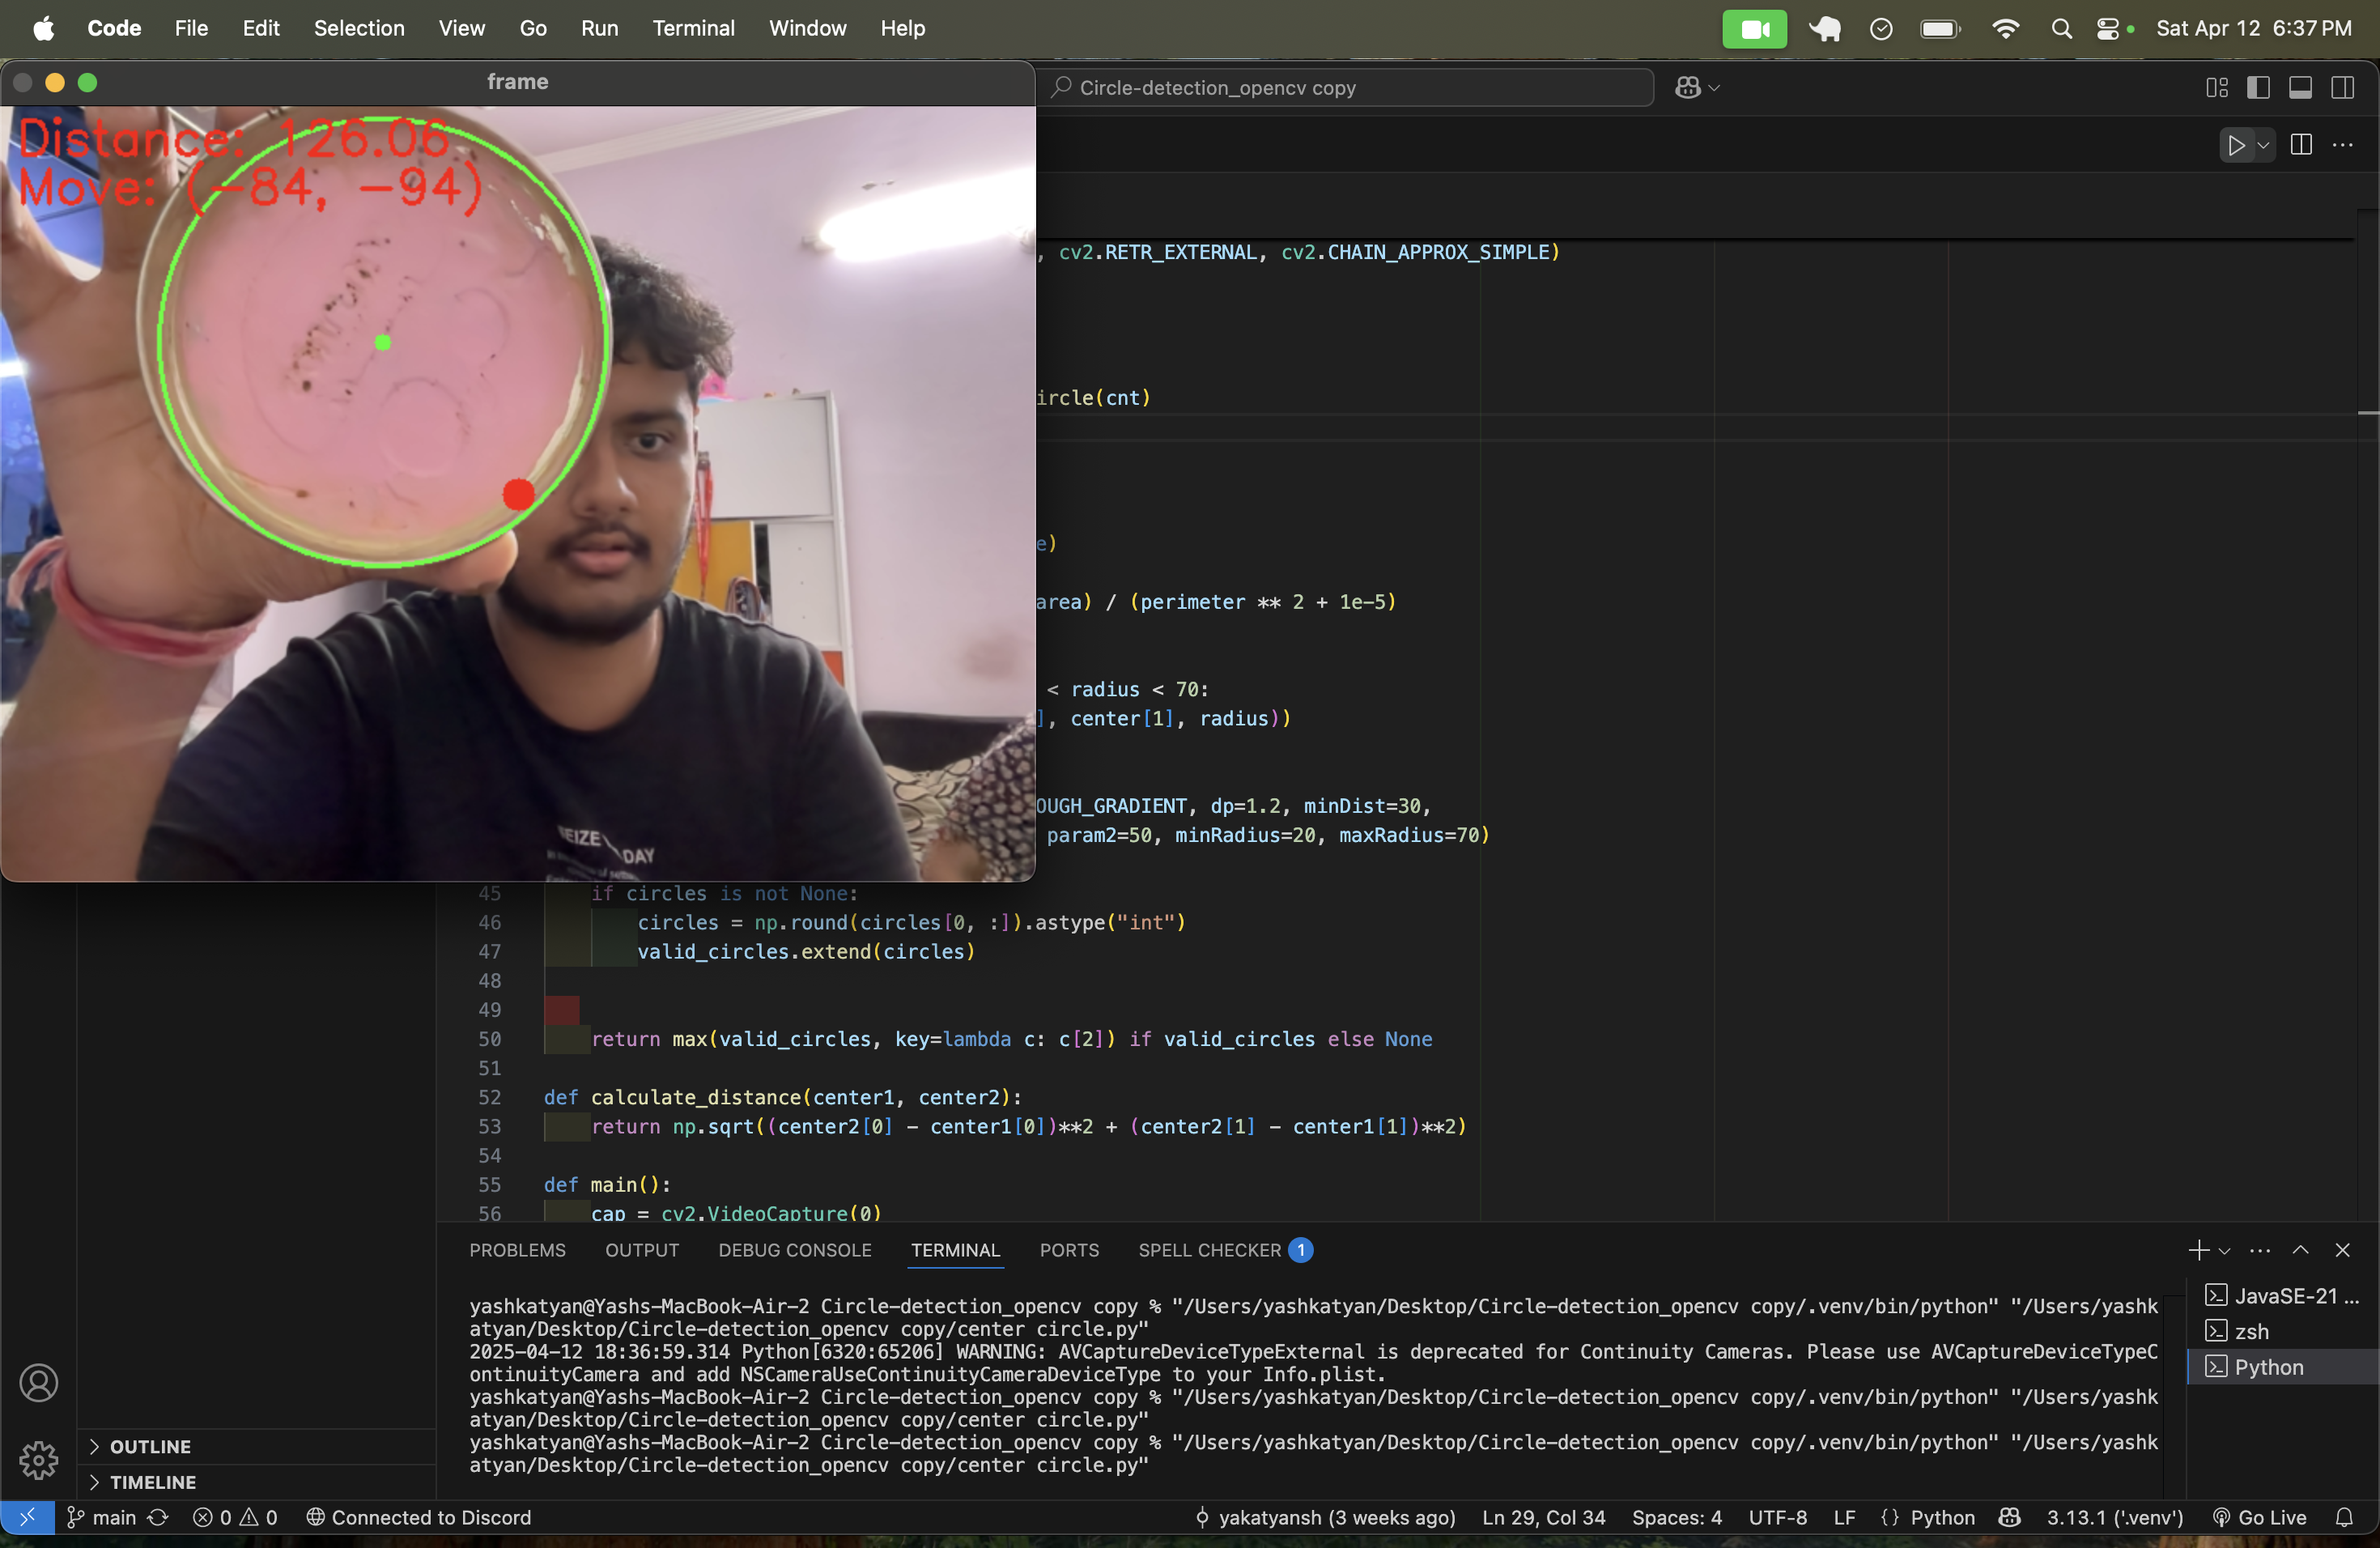 Code File Edit Selection View Go Run Terminal Window Help
Sat Apr 12 6:37 PM
frame
Circle-detection_opencv copy
Distance: 126.06
Move: (-84, -94)
, cv2.RETR_EXTERNAL, cv2.CHAIN_APPROX_SIMPLE)
ircle(cnt)
e)
area) / (perimeter ** 2 + 1e-5)
< radius < 70:
], center[1], radius))
OUGH_GRADIENT, dp=1.2, minDist=30,
param2=50, minRadius=20, maxRadius=70)
SEIZE DAY
45 if circles is not None:
46 circles = np.round(circles[0, :]).astype("int")
47 valid_circles.extend(circles)
48
49
50 return max(valid_circles, key=lambda c: c[2]) if valid_circles else None
51
52 def calculate_distance(center1, center2):
53 return np.sqrt((center2[0] - center1[0])**2 + (center2[1] - center1[1])**2)
54
55 def main():
56 cap = cv2.VideoCapture(0)
PROBLEMS OUTPUT DEBUG CONSOLE TERMINAL PORTS SPELL CHECKER 1
yashkatyan@Yashs-MacBook-Air-2 Circle-detection_opencv copy % "/Users/yashkatyan/Desktop/Circle-detection_opencv copy/.venv/bin/python" "/Users/yashk
atyan/Desktop/Circle-detection_opencv copy/center circle.py"
2025-04-12 18:36:59.314 Python[6320:65206] WARNING: AVCaptureDeviceTypeExternal is deprecated for Continuity Cameras. Please use AVCaptureDeviceTypeC
ontinuityCamera and add NSCameraUseContinuityCameraDeviceType to your Info.plist.
yashkatyan@Yashs-MacBook-Air-2 Circle-detection_opencv copy % "/Users/yashkatyan/Desktop/Circle-detection_opencv copy/.venv/bin/python" "/Users/yashk
atyan/Desktop/Circle-detection_opencv copy/center circle.py"
yashkatyan@Yashs-MacBook-Air-2 Circle-detection_opencv copy % "/Users/yashkatyan/Desktop/Circle-detection_opencv copy/.venv/bin/python" "/Users/yashk
atyan/Desktop/Circle-detection_opencv copy/center circle.py"
JavaSE-21 ...
zsh
Python
OUTLINE
TIMELINE
main 0 0 Connected to Discord yakatyansh (3 weeks ago) Ln 29, Col 34 Spaces: 4 UTF-8 LF {} Python 3.13.1 ('.venv') Go Live